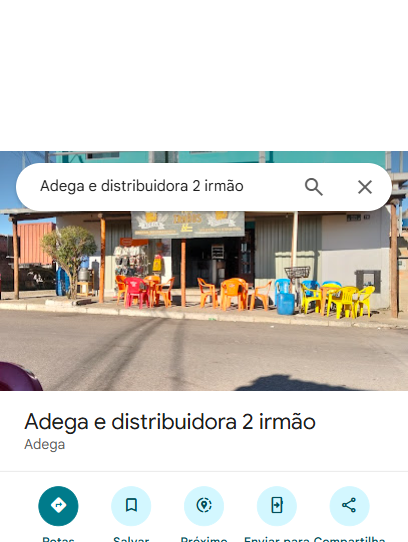 Adega e distribuidora 2 irmão
Adega e distribuidora 2 irmão
Adega
Rotas
Salvar
Próximo
Enviar para
Compartilha